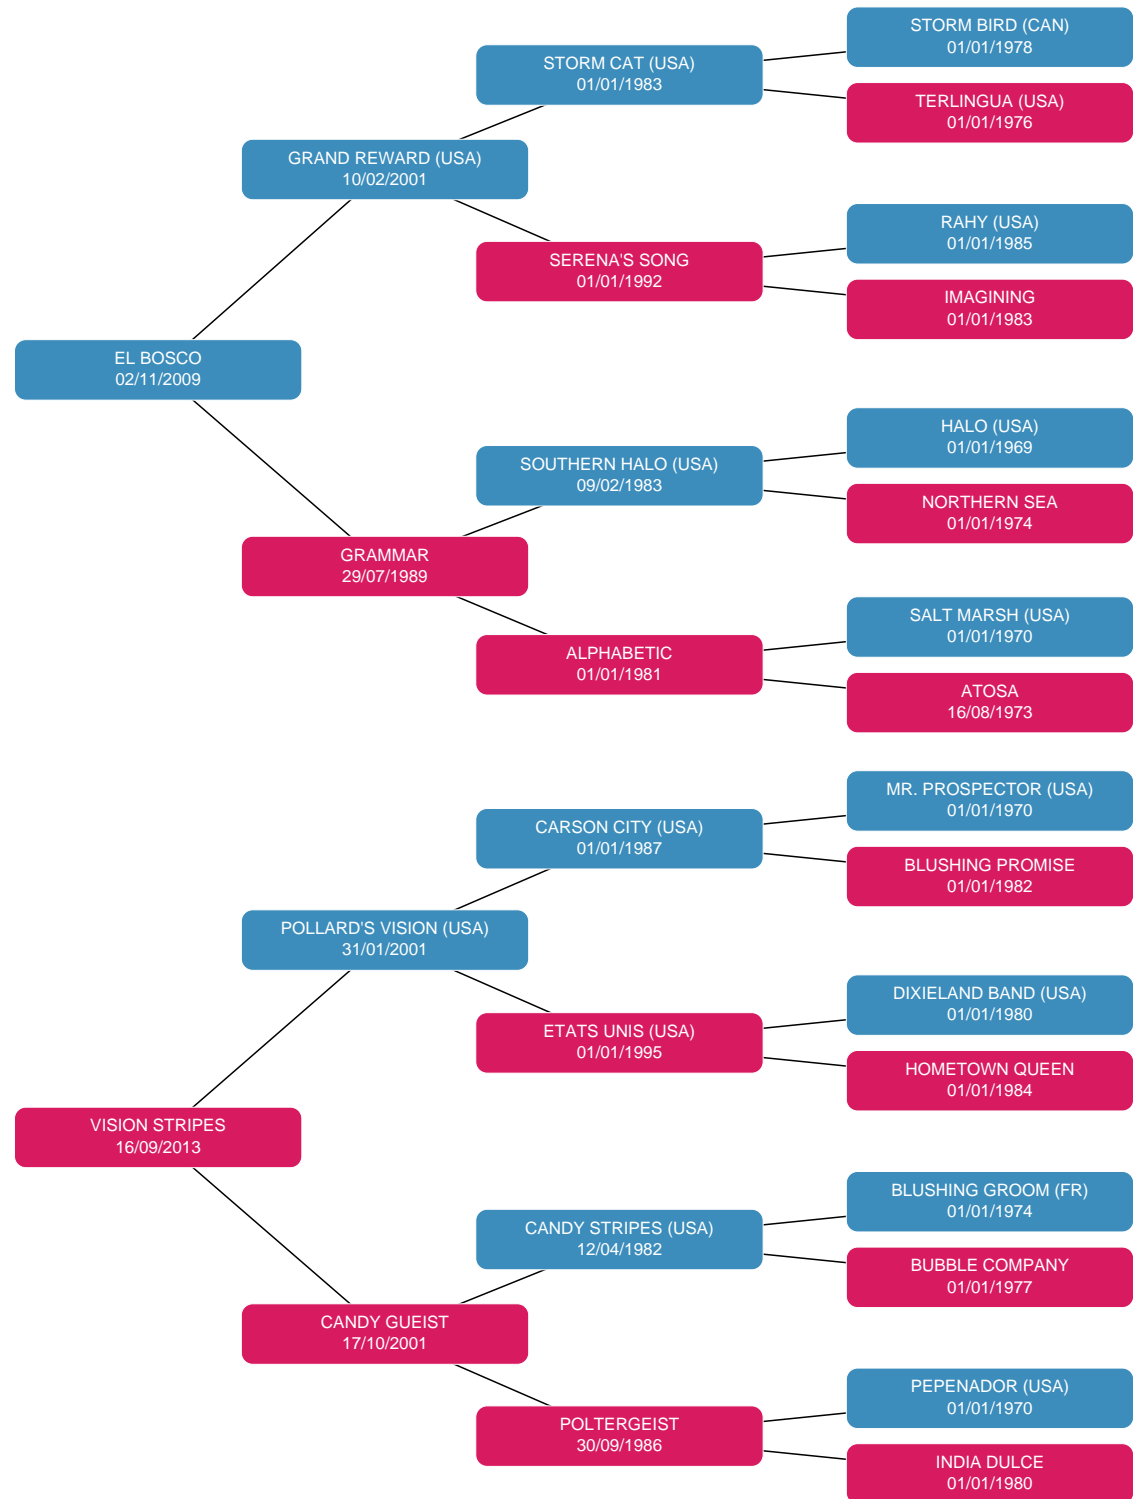 STORM BIRD (CAN)
01/01/1978
STORM CAT (USA)
01/01/1983
TERLINGUA (USA)
01/01/1976
GRAND REWARD (USA)
10/02/2001
RAHY (USA)
01/01/1985
SERENA'S SONG
01/01/1992
IMAGINING
01/01/1983
EL BOSCO
02/11/2009
HALO (USA)
01/01/1969
SOUTHERN HALO (USA)
09/02/1983
NORTHERN SEA
01/01/1974
GRAMMAR
29/07/1989
SALT MARSH (USA)
01/01/1970
ALPHABETIC
01/01/1981
ATOSA
16/08/1973
MR. PROSPECTOR (USA)
01/01/1970
CARSON CITY (USA)
01/01/1987
BLUSHING PROMISE
01/01/1982
POLLARD'S VISION (USA)
31/01/2001
DIXIELAND BAND (USA)
01/01/1980
ETATS UNIS (USA)
01/01/1995
HOMETOWN QUEEN
01/01/1984
VISION STRIPES
16/09/2013
BLUSHING GROOM (FR)
01/01/1974
CANDY STRIPES (USA)
12/04/1982
BUBBLE COMPANY
01/01/1977
CANDY GUEIST
17/10/2001
PEPENADOR (USA)
01/01/1970
POLTERGEIST
30/09/1986
INDIA DULCE
01/01/1980